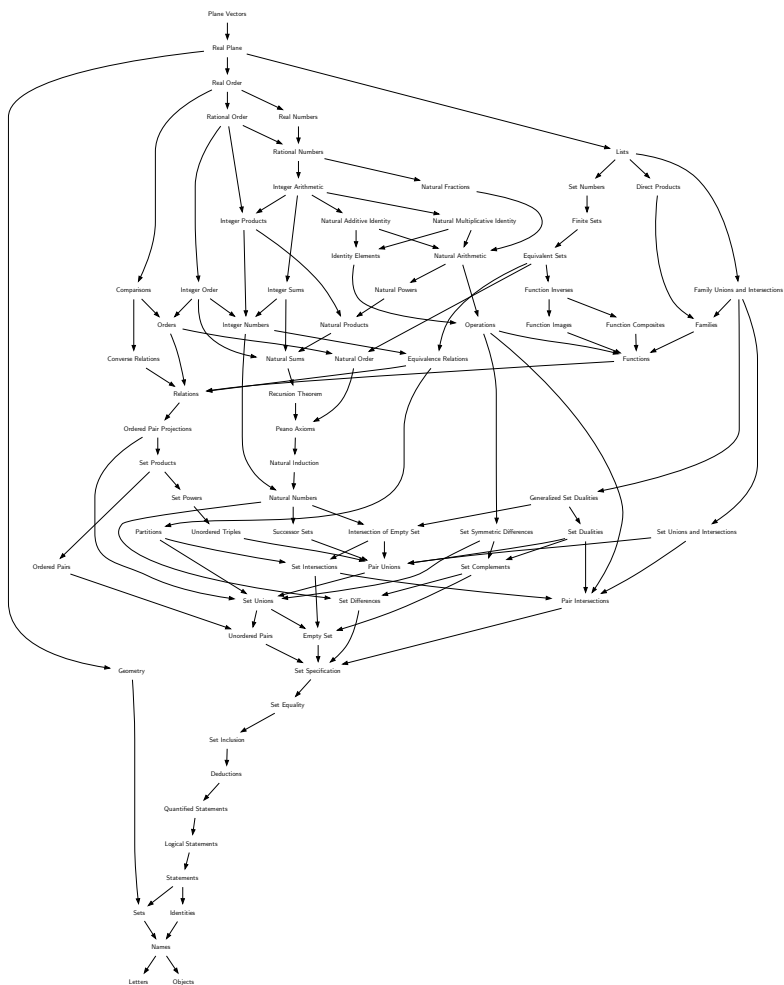 Plane Vectors
Real Plane
Real Order
Rational Order
Real Numbers
Rational Numbers
Lists
Integer Arithmetic
Natural Fractions
Set Numbers
Direct Products
Integer Products
Natural Additive Identity
Natural Multiplicative Identity
Finite Sets
Identity Elements
Natural Arithmetic
Equivalent Sets
Comparisons
Integer Order
Integer Sums
Natural Powers
Function Inverses
Family Unions and Intersections
Orders
Integer Numbers
Natural Products
Operations
Function Images
Function Composites
Families
Converse Relations
Natural Sums
Natural Order
Equivalence Relations
Functions
Relations
Recursion Theorem
Ordered Pair Projections
Peano Axioms
Set Products
Natural Induction
Set Powers
Natural Numbers
Generalized Set Dualities
Partitions
Unordered Triples
Successor Sets
Intersection of Empty Set
Set Symmetric Differences
Set Dualities
Set Unions and Intersections
Ordered Pairs
Set Intersections
Pair Unions
Set Complements
Set Unions
Set Differences
Pair Intersections
Unordered Pairs
Empty Set
Geometry
Set Specification
Set Equality
Set Inclusion
Deductions
Quantified Statements
Logical Statements
Statements
Sets
Identities
Names
Letters
Objects